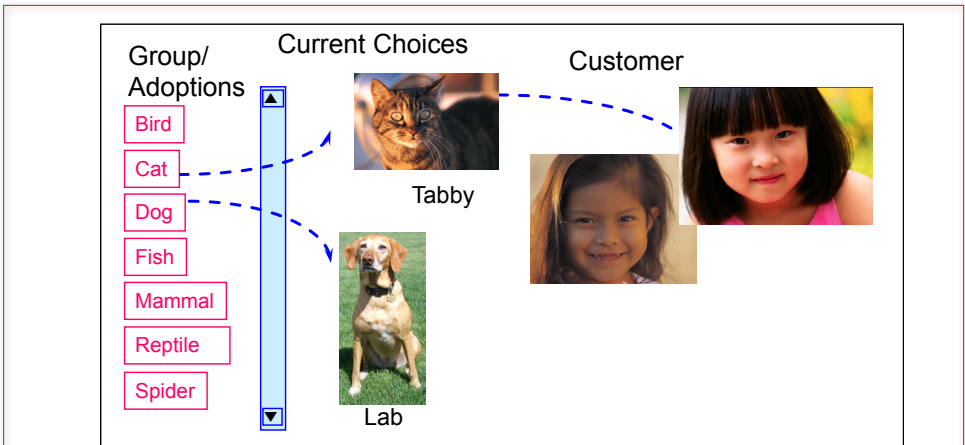 Group/
Adoptions
Current Choices
Customer
Bird
Cat
Dog
Fish
Mammal
Reptile
Spider
Tabby
Lab